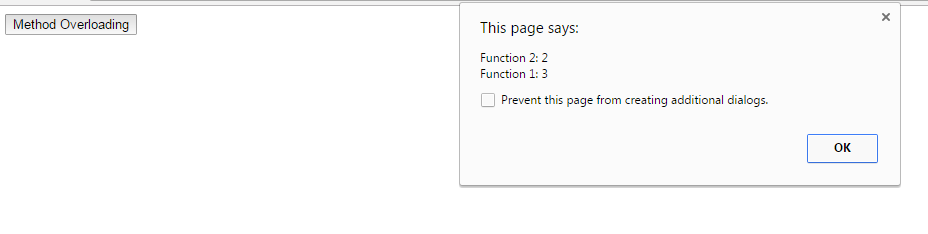 Method Overloading
This page says:
Function 2: 2
Function 1: 3
Prevent this page from creating additional dialogs.
OK